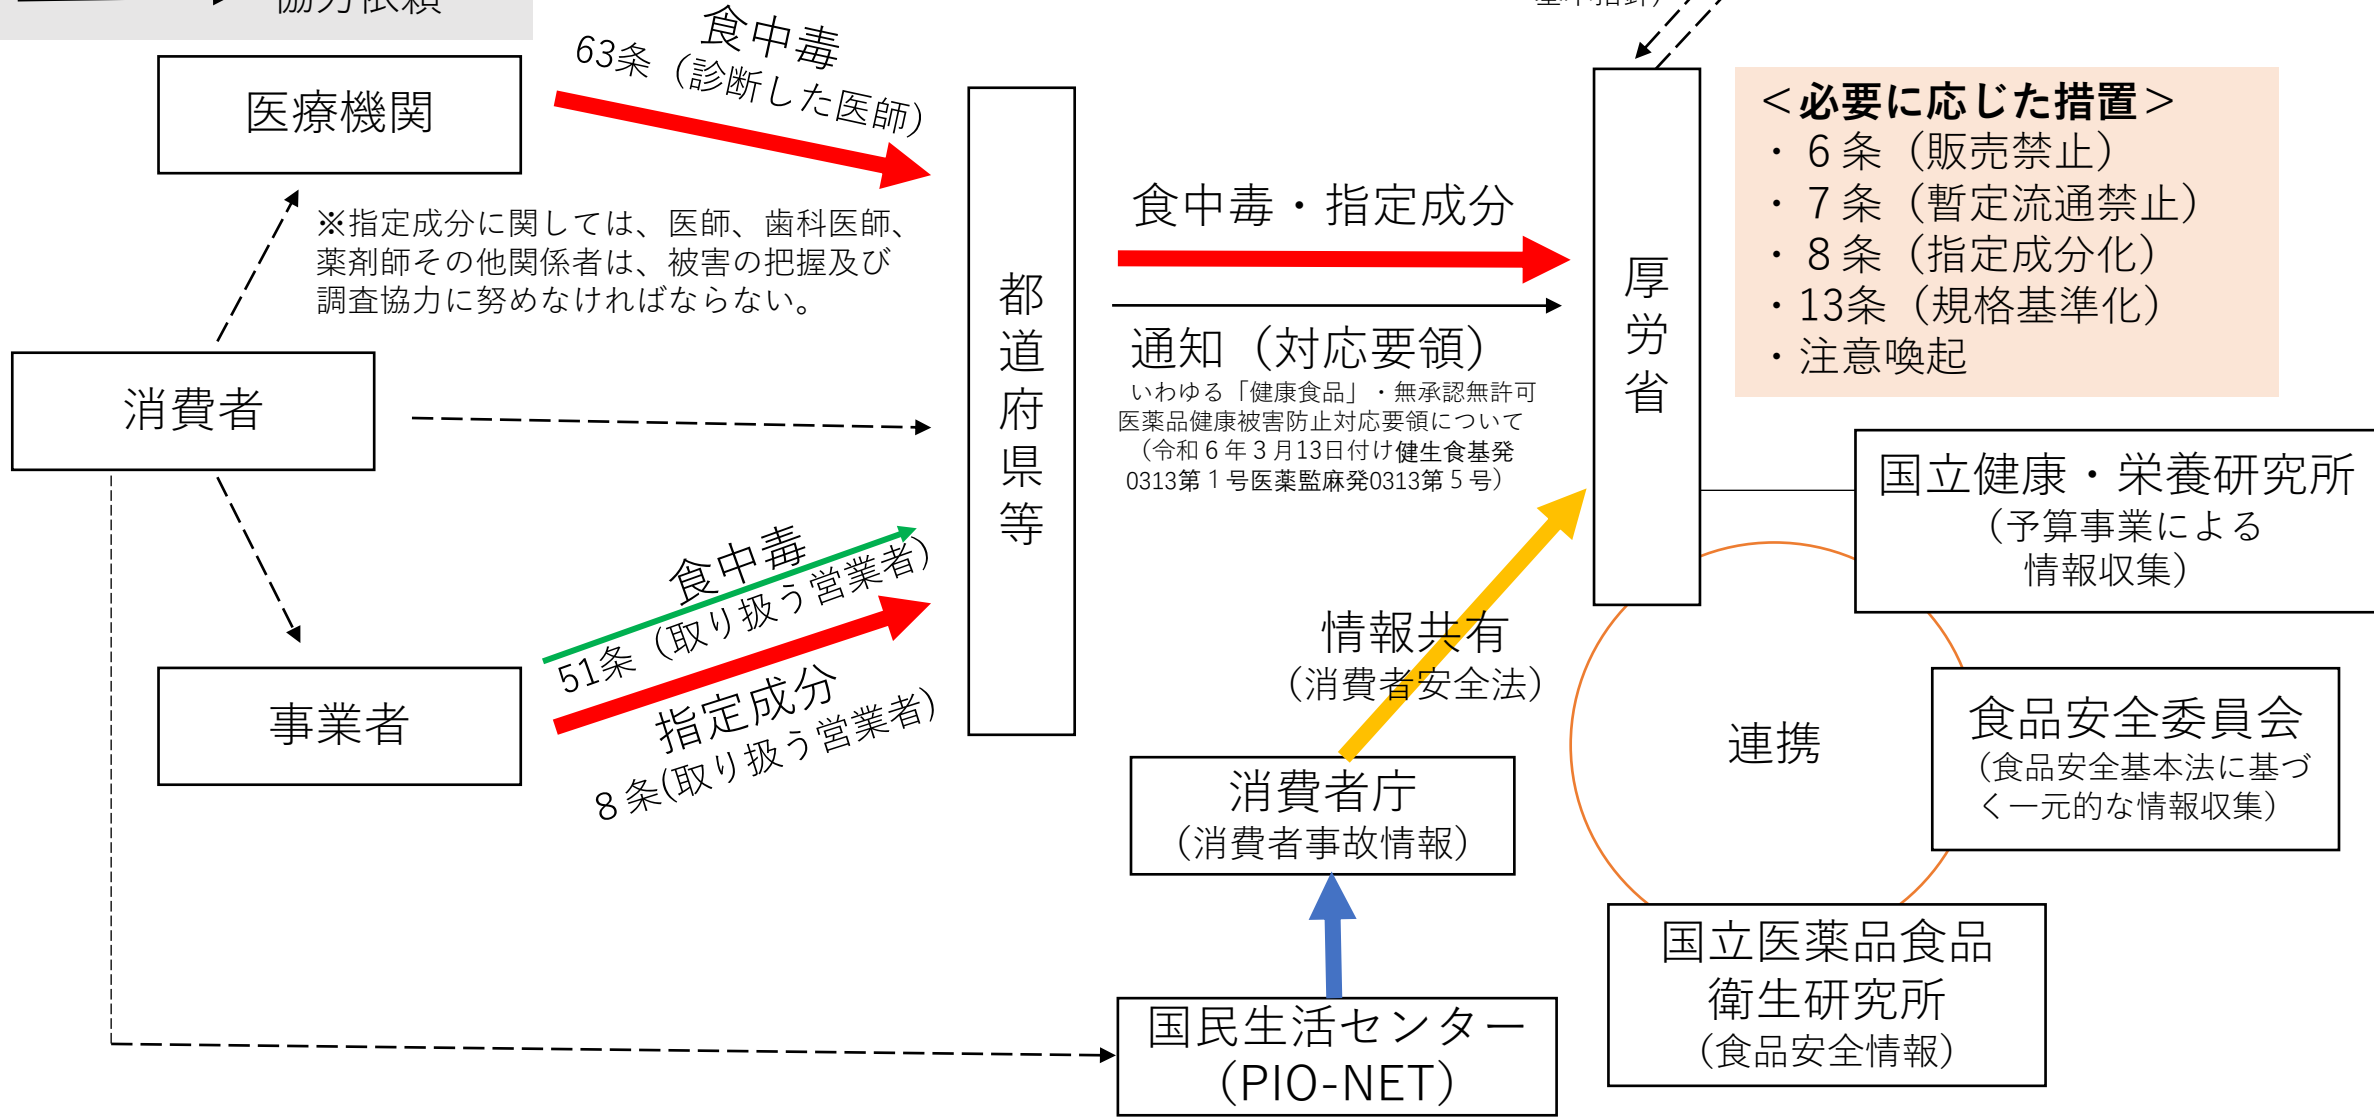 協力依頼
基本指針）
食中毒
63条（診断した医師）
医療機関
※指定成分に関しては、医師、歯科医師、
薬剤師その他関係者は、被害の把握及び
調査協力に努めなければならない。
消費者
事業者
食中毒
51条（取り扱う営業者）
指定成分
８条(取り扱う営業者)
都道府県等
食中毒・指定成分
通知（対応要領）
いわゆる「健康食品」・無承認無許可
医薬品健康被害防止対応要領について
（令和６年３月13日付け健生食基発
0313第１号医薬監麻発0313第５号）
厚労省
＜必要に応じた措置＞
・６条（販売禁止）
・７条（暫定流通禁止）
・８条（指定成分化）
・13条（規格基準化）
・注意喚起
情報共有
（消費者安全法）
消費者庁
（消費者事故情報）
国民生活センター
（PIO-NET）
連携
国立健康・栄養研究所
（予算事業による
情報収集）
食品安全委員会
（食品安全基本法に基づ
く一元的な情報収集）
国立医薬品食品
衛生研究所
（食品安全情報）